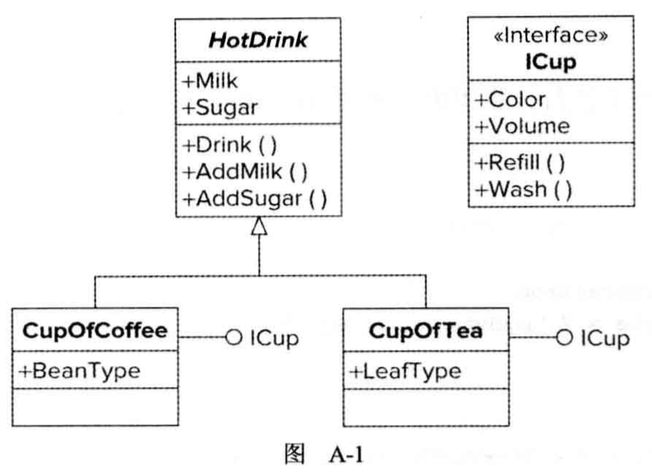 HotDrink
+Milk
+Sugar
+Drink ( )
+AddMilk ( )
+AddSugar ( )
«Interface»
ICup
+Color
+Volume
+Refill ( )
+Wash ( )
CupOfCoffee
+BeanType
ICup
CupOfTea
+LeafType
ICup
图 A-1